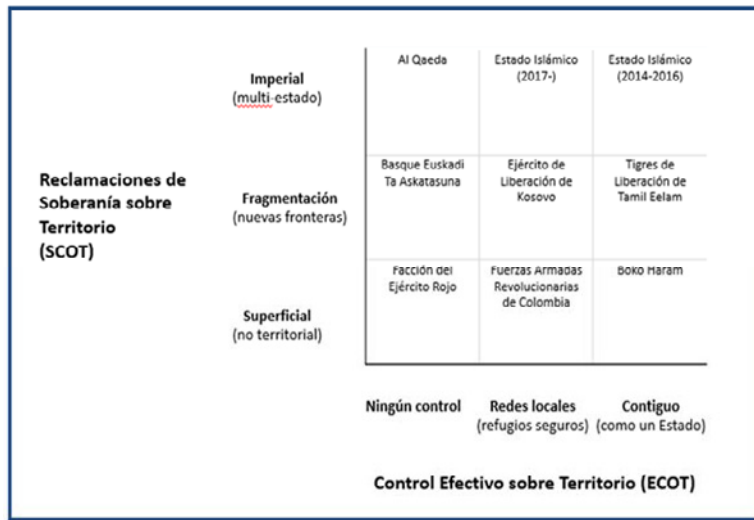 Al Qaeda
Estado Islámico
(2017-)
Estado Islámico
(2014-2016)
Imperial
(multi-estado)
Basque Euskadi
Ta Askatasuna
Ejército de
Liberación de
Kosovo
Tigres de
Liberación de
Tamil Eelam
Reclamaciones de
Soberanía sobre
Territorio
(SCOT)
Fragmentación
(nuevas fronteras)
Facción del
Ejército Rojo
Fuerzas Armadas
Revolucionarias
de Colombia
Boko Haram
Superficial
(no territorial)
Ningún control
Redes locales
(refugios seguros)
Contiguo
(como un Estado)
Control Efectivo sobre Territorio (ECOT)